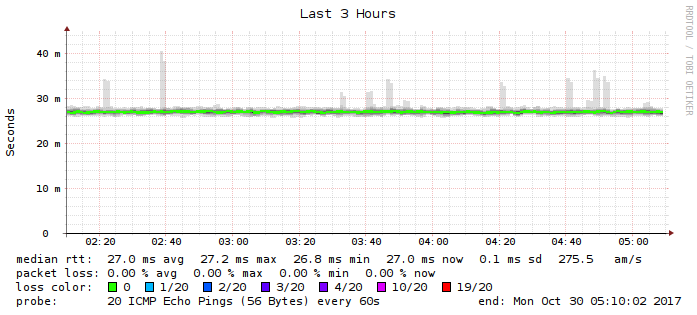 Last 3 Hours
RRDTOOL / TOBI OETIKER
Seconds
40 m
30 m
20 m
10 m
0
02:20 02:40 03:00 03:20 03:40 04:00 04:20 04:40 05:00
median rtt: 27.0 ms avg 27.2 ms max 26.8 ms min 27.0 ms now 0.1 ms sd 275.5 am/s
packet loss: 0.00 % avg 0.00 % max 0.00 % min 0.00 % now
loss color: 0 1/20 2/20 3/20 4/20 10/20 19/20
probe: 20 ICMP Echo Pings (56 Bytes) every 60s end: Mon Oct 30 05:10:02 2017